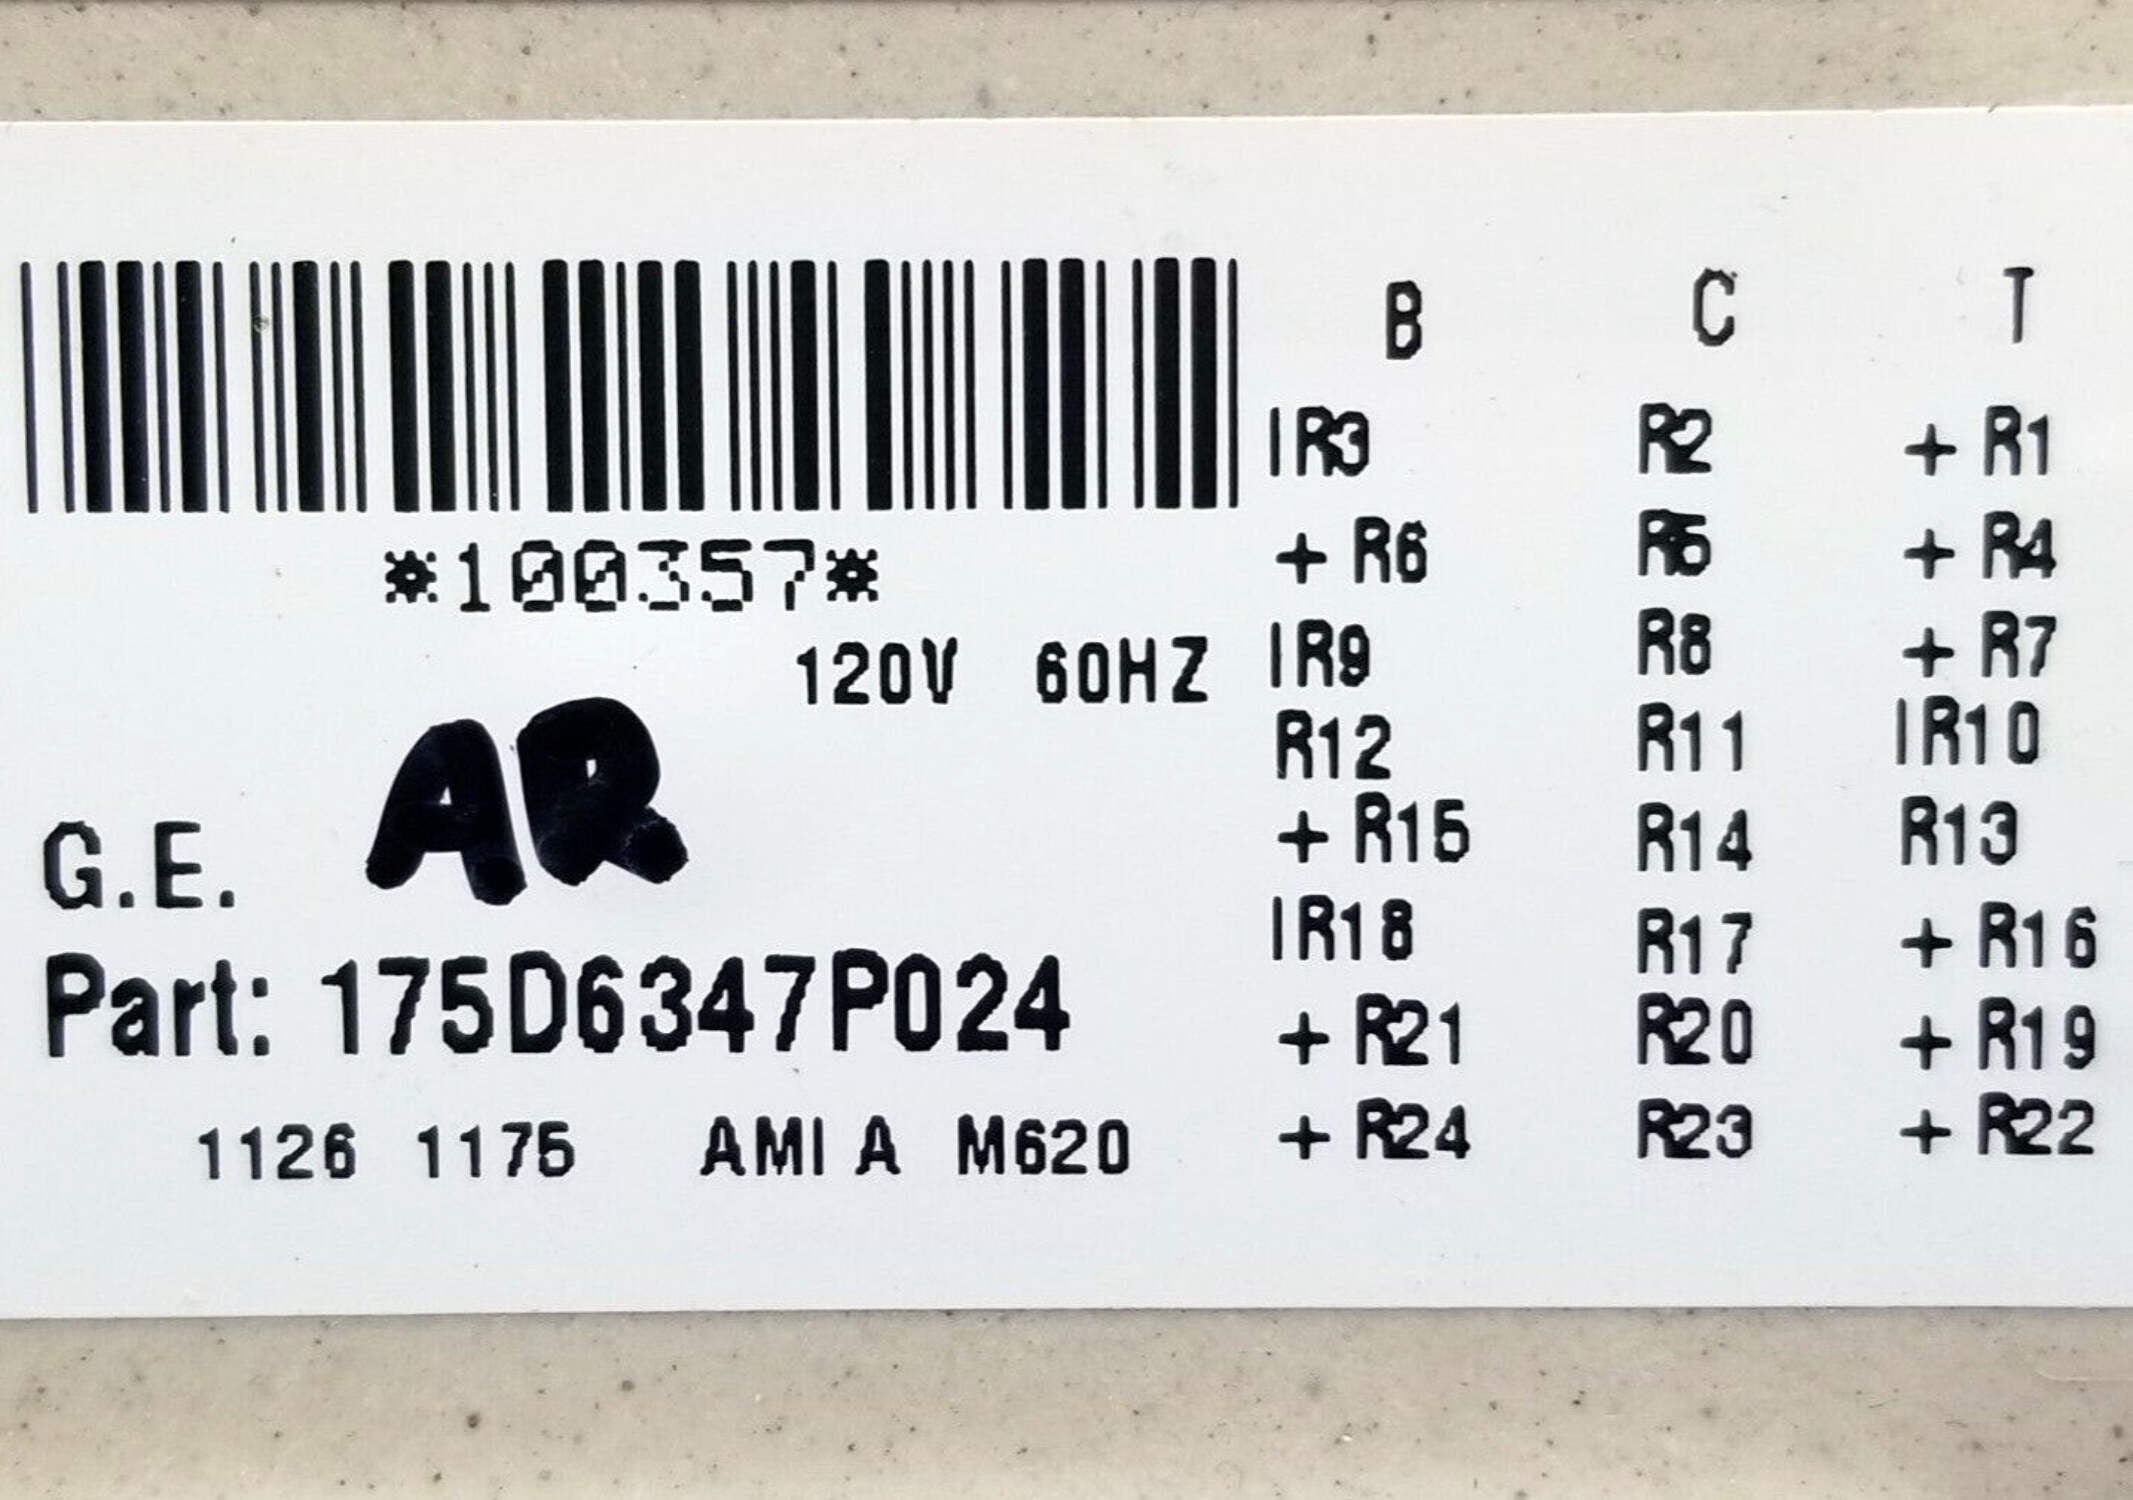 B C T
IR3 R2 + R1
+ R6 R5 + R4
IR9 R8 + R7
R12 R11 IR10
+ R15 R14 R13
IR18 R17 + R16
+ R21 R20 + R19
+ R24 R23 + R22
*100357*
120V 60HZ
AR
G.E.
Part: 175D6347P024
1126 1175 AMI A M620